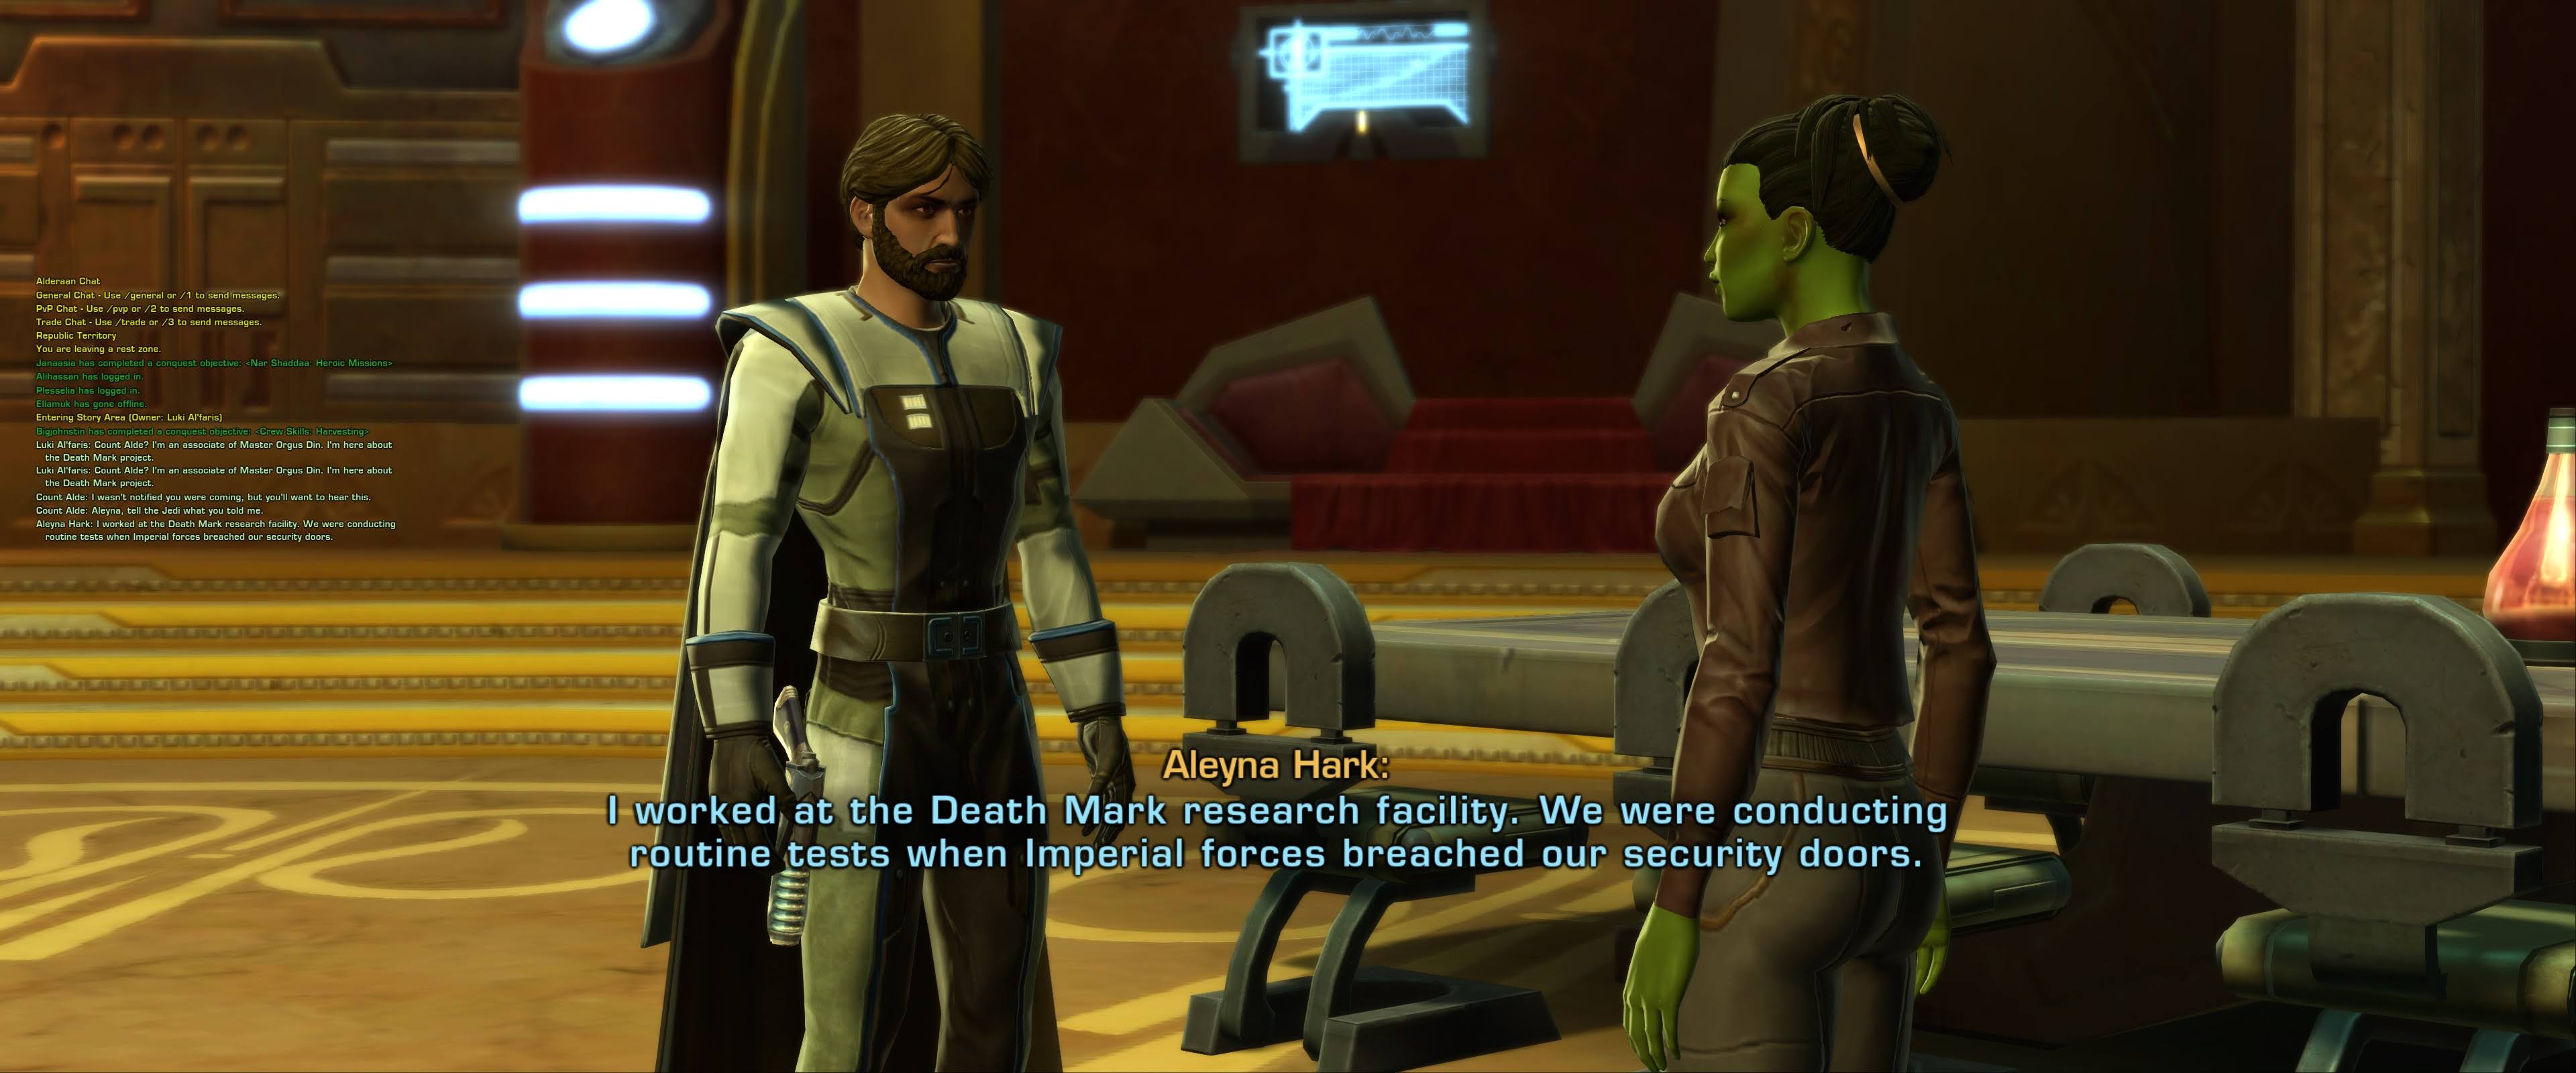 Alderaan Chat
General Chat - Use /general or /1 to send messages.
PvP Chat - Use /pvp or /2 to send messages.
Trade Chat - Use /trade or /3 to send messages.
Republic Territory
You are leaving a rest zone.
Janaasia has completed a conquest objective: <Nar Shaddaa: Heroic Missions>
Alihassan has logged in.
Plesselia has logged in.
Ellamuk has gone offline.
Entering Story Area (Owner: Luki Al'faris)
Bigjohnstin has completed a conquest objective: <Crew Skills: Harvesting>
Luki Al'faris: Count Alde? I'm an associate of Master Orgus Din. I'm here about
the Death Mark project.
Luki Al'faris: Count Alde? I'm an associate of Master Orgus Din. I'm here about
the Death Mark project.
Count Alde: I wasn't notified you were coming, but you'll want to hear this.
Count Alde: Aleyna, tell the Jedi what you told me.
Aleyna Hark: I worked at the Death Mark research facility. We were conducting
routine tests when Imperial forces breached our security doors.
Aleyna Hark:
I worked at the Death Mark research facility. We were conducting
routine tests when Imperial forces breached our security doors.